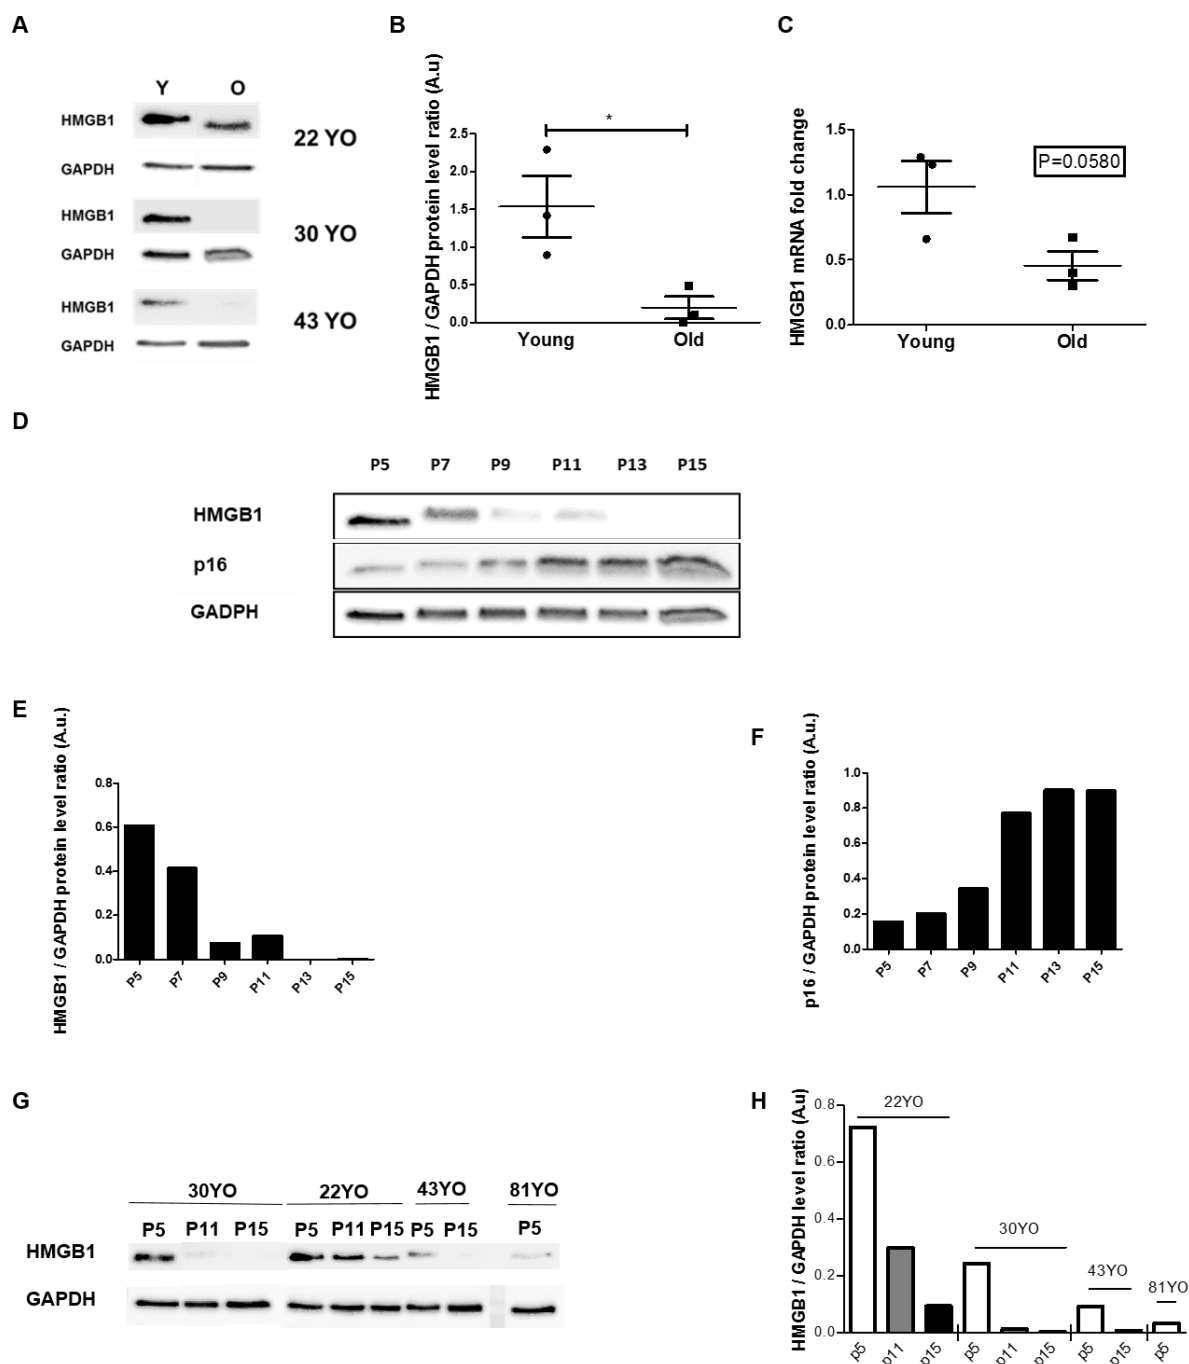 A
B
C
Y O
HMGB1
22 YO
GAPDH
HMGB1
30 YO
GAPDH
HMGB1
43 YO
GAPDH
HMGB1 / GAPDH protein level ratio (A.u)
2.5
2.0
1.5
1.0
0.5
0.0
*
Young Old
HMGB1 mRNA fold change
1.5
1.0
0.5
0.0
P=0.0580
Young Old
D
P5 P7 P9 P11 P13 P15
HMGB1
p16
GADPH
E
HMGB1 / GAPDH protein level ratio (A.u.)
0.8
0.6
0.4
0.2
0.0
P5 P7 P9 P11 P13 P15
F
p16 / GAPDH protein level ratio (A.u.)
1.0
0.8
0.6
0.4
0.2
0.0
P5 P7 P9 P11 P13 P15
G
30YO 22YO 43YO 81YO
P5 P11 P15 P5 P11 P15 P5 P15 P5
HMGB1
GAPDH
H
HMGB1 / GAPDH level ratio (A.u)
0.8
0.6
0.4
0.2
0.0
22YO
30YO
43YO
81YO
p5 p11 p15 p5 p11 p15 p5 p15 p5